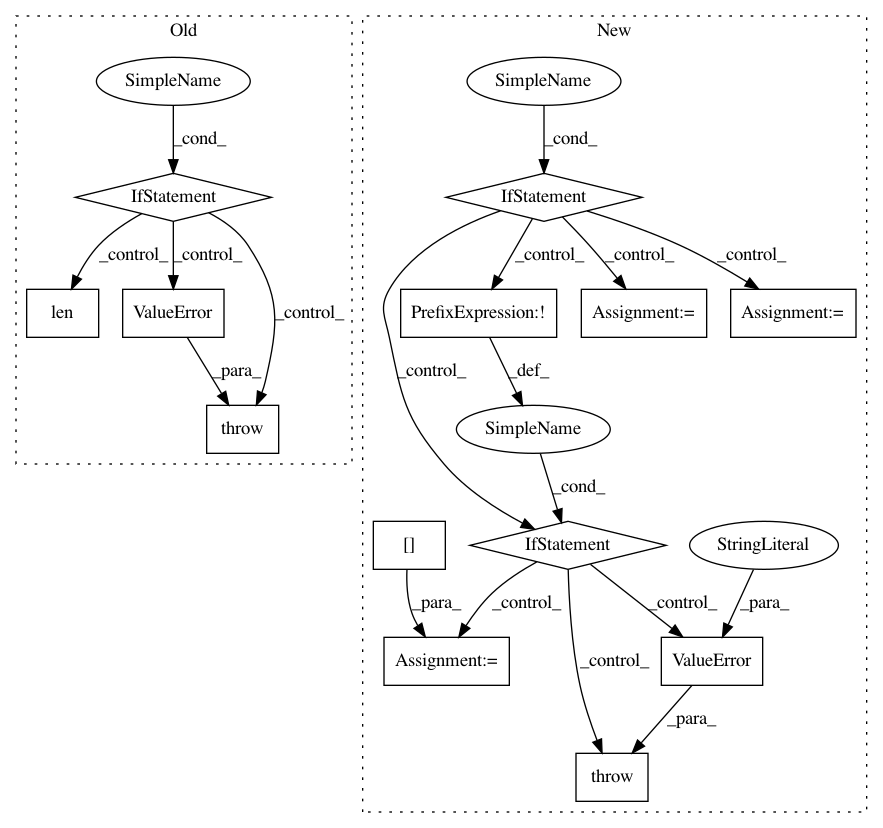 Old
New
SimpleName
SimpleName
_cond_
_cond_
IfStatement
IfStatement
_control_
_control_
_control_
_control_
_control_
len
ValueError
_control_
PrefixExpression:!
Assignment:=
Assignment:=
_para_
_control_
_def_
throw
SimpleName
_cond_
[]
IfStatement
StringLiteral
_para_
_control_
_control_
_para_
Assignment:=
_control_
ValueError
_para_
throw